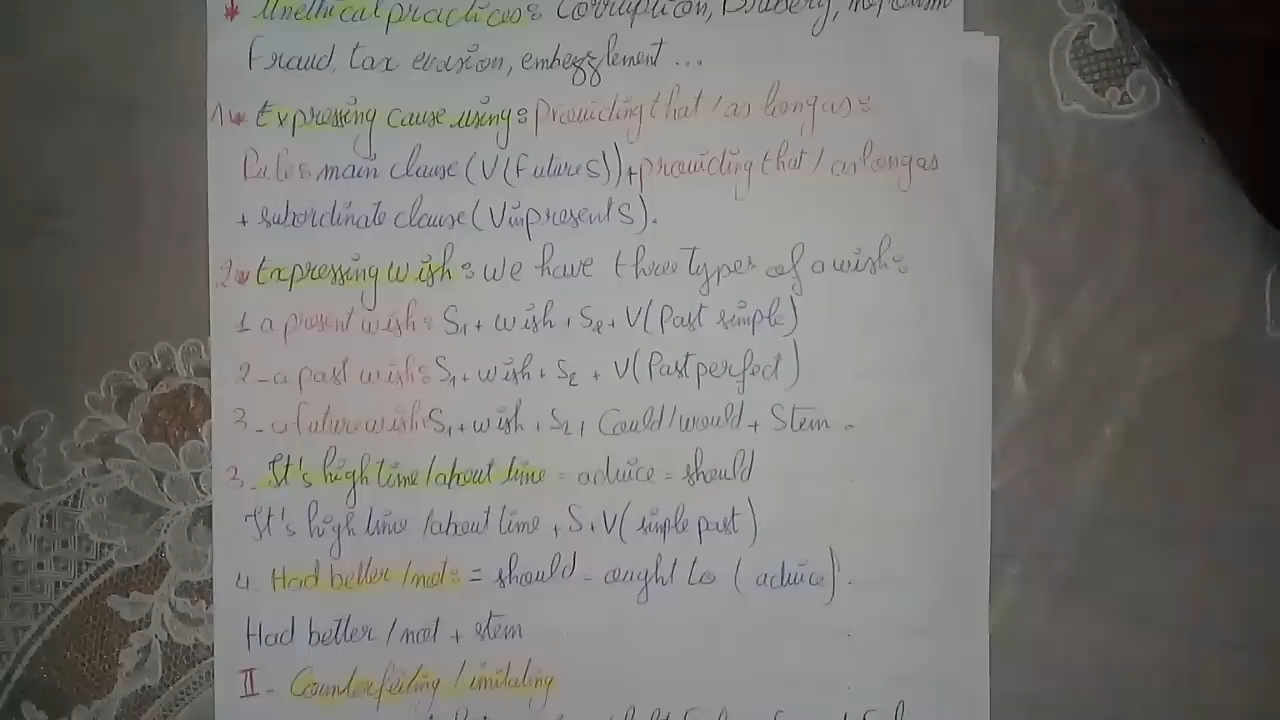 * Unethical practices: Corruption, Bribery,
Fraud, tax evasion, embezzlement ...
1* Expressing cause using: Providing that / as long as:
Rule: main clause (V (Future S)) + providing that / as long as
+ subordinate clause (V in present S).
2* Expressing wish: we have three Types of a wish:
1 a present wish: S1 + wish + S2 + V (Past simple)
2 - a past wish: S1 + wish + S2 + V (Past perfect)
3 - a future wish: S1 + wish + S2 + Could / would + Stem.
3 - It's high time / about time = advice = should
It's high time / about time + S + V (simple past)
4. Had better / not: = should - ought to (advice).
Had better / not + stem
II - Counterfeiting / imitating